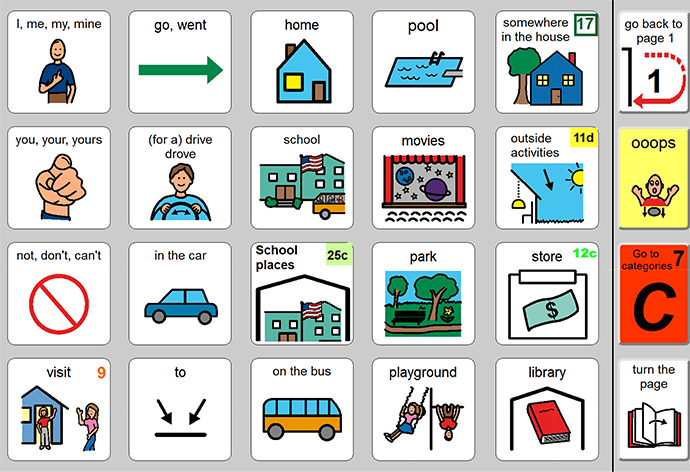 I, me, my, mine
go, went
home
pool
somewhere
in the house
17
go back to
page 1
1
you, your, yours
(for a) drive
drove
school
movies
outside
activities
11d
ooops
not, don't, can't
in the car
School
places
25c
park
store
12c
$
Go to
categories
7
C
visit
9
to
on the bus
playground
library
turn the
page